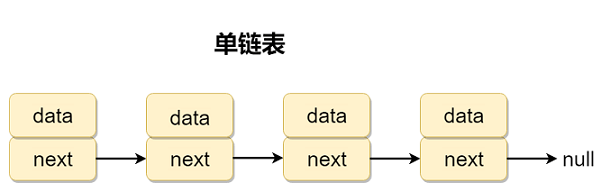 单链表
data data data data
next next next next null